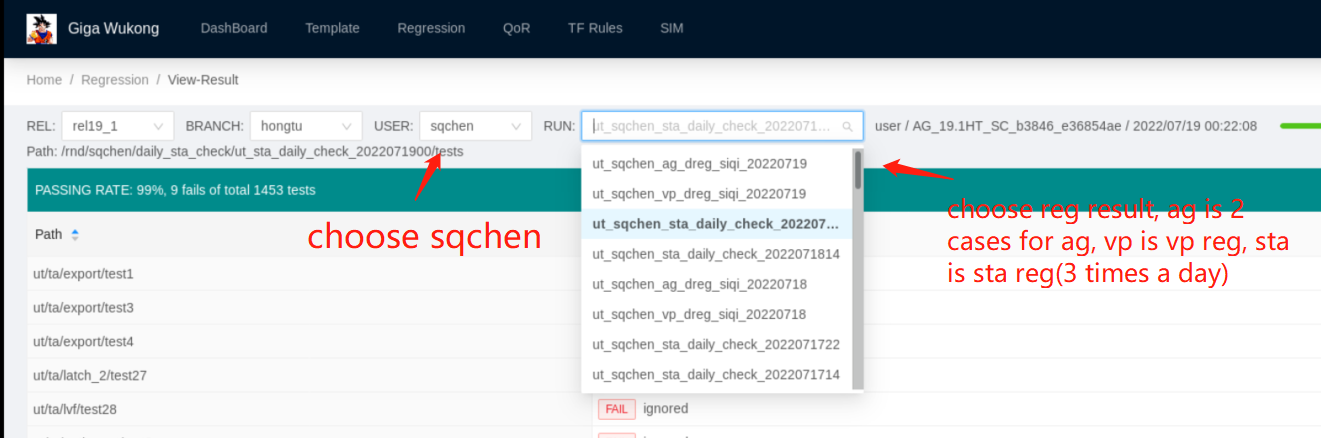 Giga Wukong DashBoard Template Regression QoR TF Rules SIM
Home / Regression / View-Result
REL: rel19_1 BRANCH: hongtu USER: sqchen RUN: ut_sqchen_sta_daily_check_2022071... user / AG_19.1HT_SC_b3846_e36854ae / 2022/07/19 00:22:08
Path: /rnd/sqchen/daily_sta_check/ut_sta_daily_check_2022071900/tests
PASSING RATE: 99%, 9 fails of total 1453 tests
Path
ut/ta/export/test1
ut/ta/export/test3
ut/ta/export/test4
ut/ta/latch_2/test27
ut/ta/lvf/test28
ut_sqchen_ag_dreg_siqi_20220719
ut_sqchen_vp_dreg_siqi_20220719
ut_sqchen_sta_daily_check_202207...
ut_sqchen_sta_daily_check_2022071814
ut_sqchen_ag_dreg_siqi_20220718
ut_sqchen_vp_dreg_siqi_20220718
ut_sqchen_sta_daily_check_2022071722
ut_sqchen_sta_daily_check_2022071714
FAIL ignored
choose sqchen
choose reg result, ag is 2
cases for ag, vp is vp reg, sta
is sta reg(3 times a day)